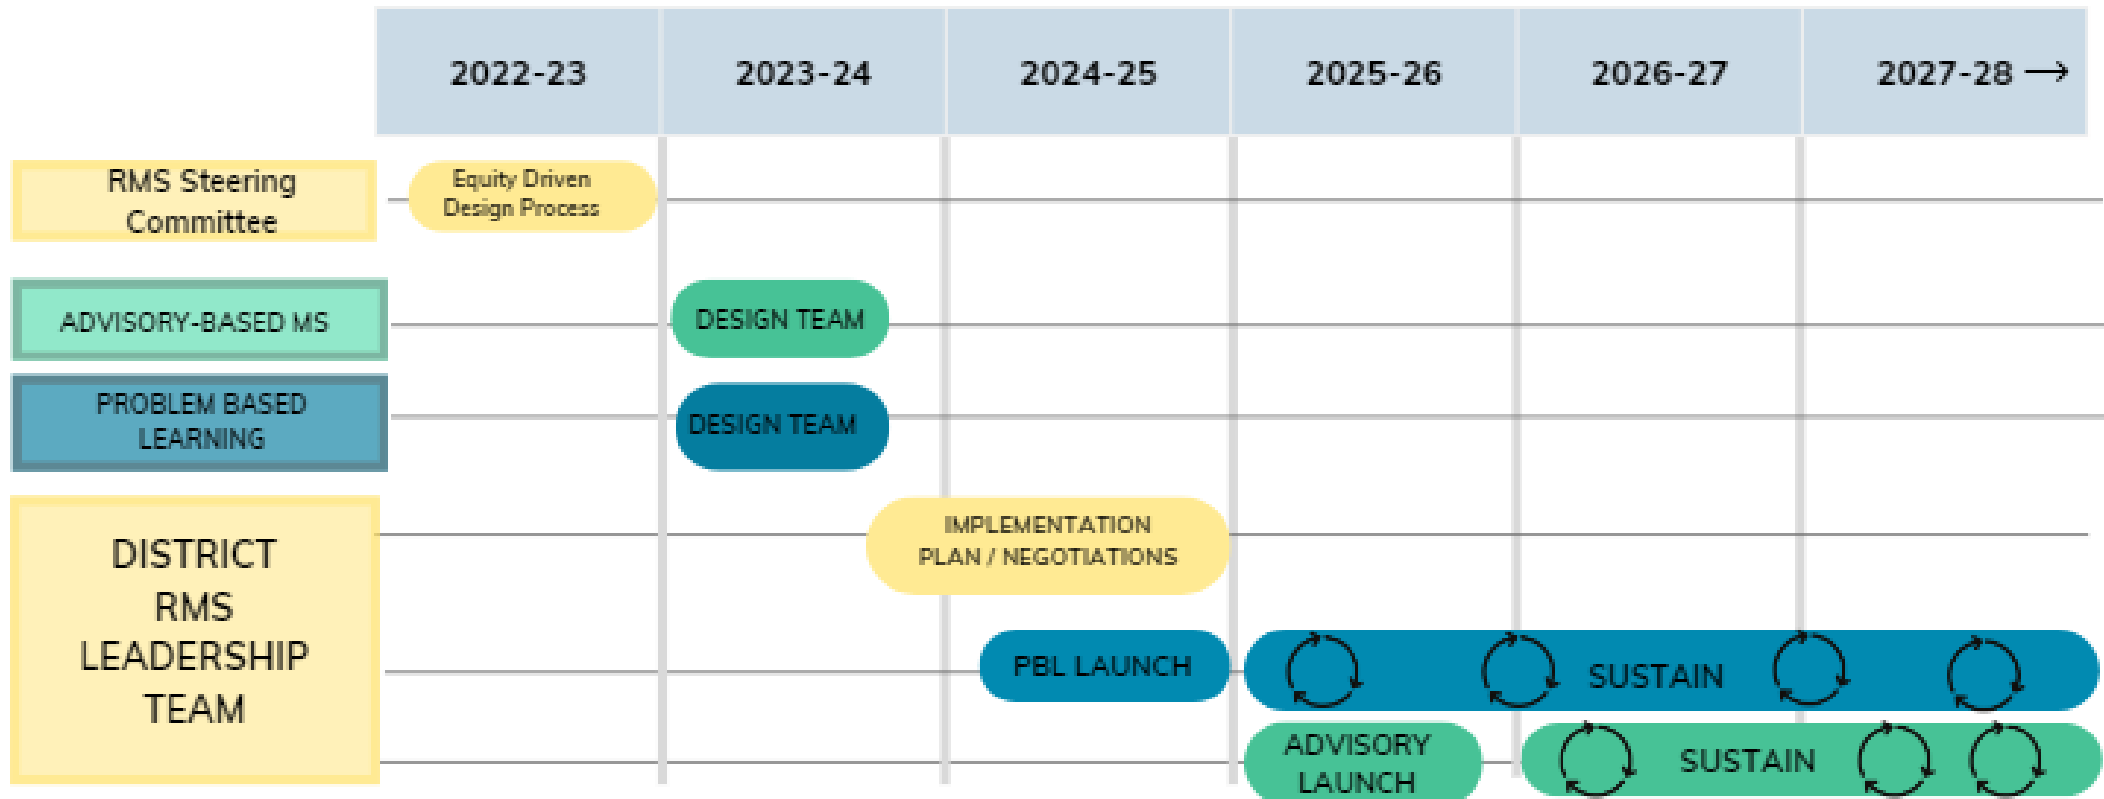 2022-23
2023-24
2024-25
2025-26
2026-27
2027-28 →
RMS Steering
Committee
Equity Driven
Design Process
ADVISORY-BASED MS
DESIGN TEAM
PROBLEM BASED
LEARNING
DESIGN TEAM
DISTRICT
RMS
LEADERSHIP
TEAM
IMPLEMENTATION
PLAN / NEGOTIATIONS
PBL LAUNCH
SUSTAIN
ADVISORY
LAUNCH
SUSTAIN